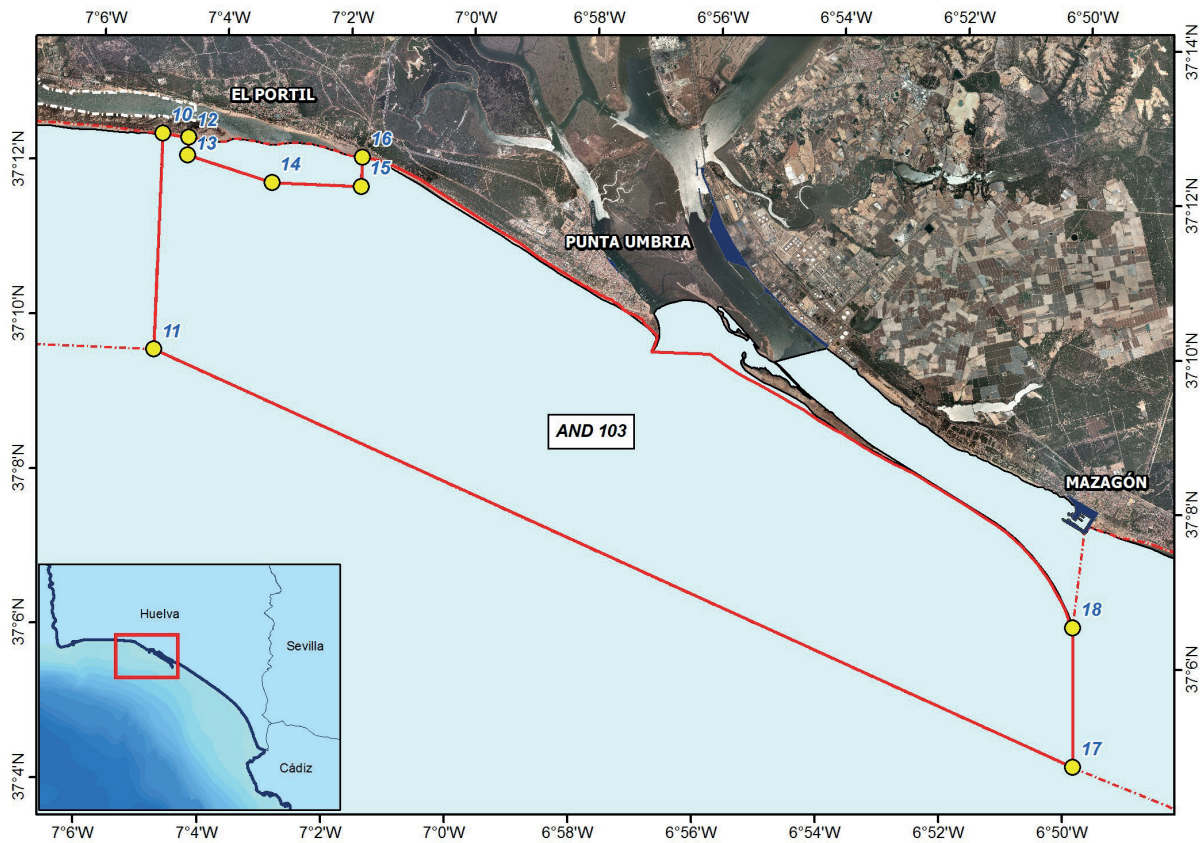 7°6'W 7°4'W 7°2'W 7°0'W 6°58'W 6°56'W 6°54'W 6°52'W 6°50'W
37°14'N
EL PORTIL
10
12
13
16
37°12'N
14
15
37°12'N
PUNTA UMBRIA
37°10'N
11
37°10'N
AND 103
37°8'N
MAZAGÓN
37°8'N
Huelva
37°6'N
18
Sevilla
37°6'N
17
Cádiz
37°4'N
7°6'W 7°4'W 7°2'W 7°0'W 6°58'W 6°56'W 6°54'W 6°52'W 6°50'W